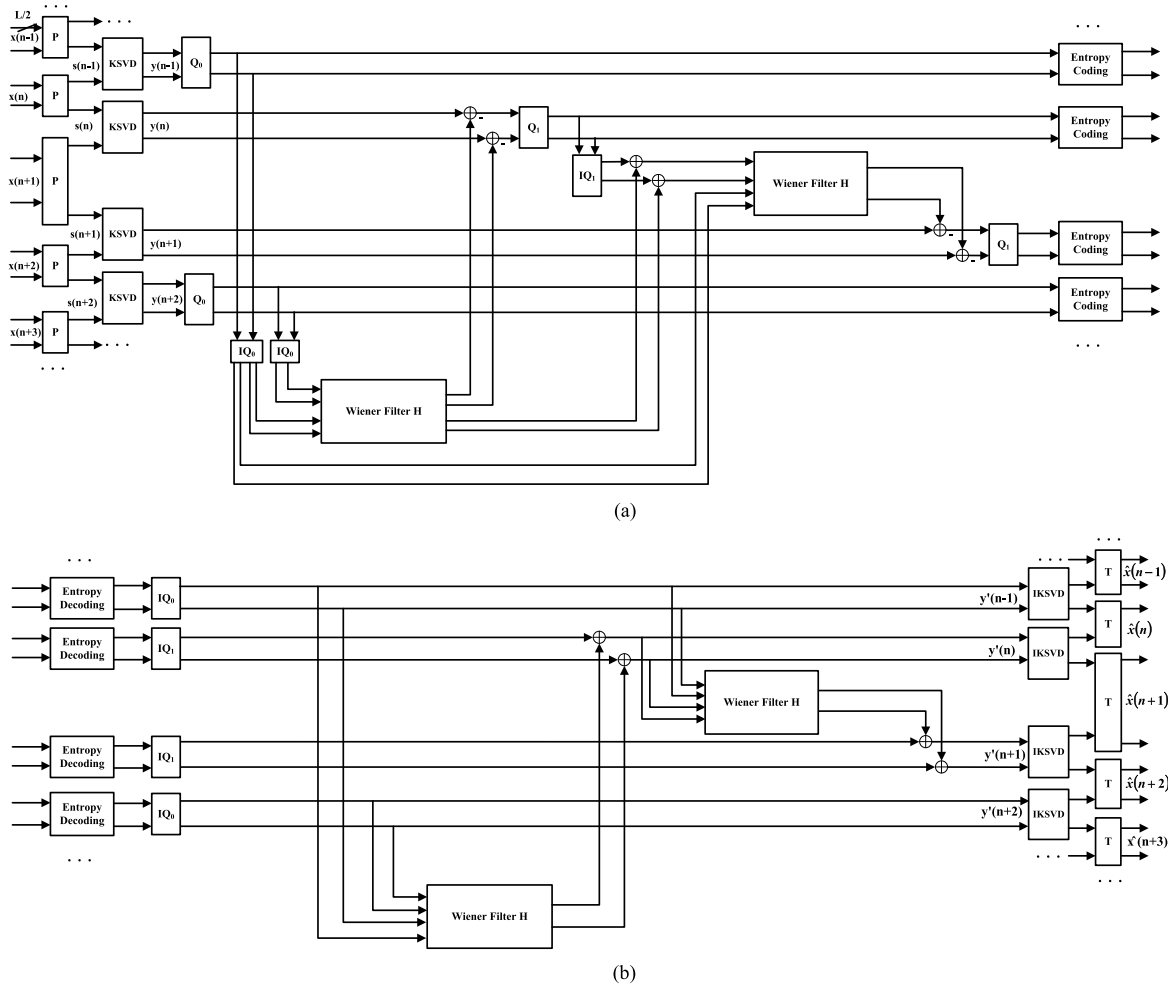 L/2
x(n-1)
P
. . .
. . .
KSVD
s(n-1)
y(n-1)
Q₀
Entropy
Coding
x(n)
P
s(n)
KSVD
y(n)
Q₁
Entropy
Coding
IQ₁
Wiener Filter H
x(n+1)
P
s(n+1)
KSVD
y(n+1)
Q₁
Entropy
Coding
x(n+2)
P
s(n+2)
KSVD
y(n+2)
Q₀
Entropy
Coding
x(n+3)
P
. . .
. . .
. . .
. . .
IQ₀
IQ₀
Wiener Filter H
-
-
-
-
(a)
. . .
Entropy
Decoding
IQ₀
y'(n-1)
. . .
IKSVD
. . .
T
x̂(n−1)
Entropy
Decoding
IQ₁
y'(n)
IKSVD
T
x̂(n)
Wiener Filter H
T
x̂(n+1)
Entropy
Decoding
IQ₁
y'(n+1)
IKSVD
T
x̂(n+2)
Entropy
Decoding
IQ₀
y'(n+2)
IKSVD
T
xˆ(n+3)
. . .
. . .
. . .
Wiener Filter H
(b)